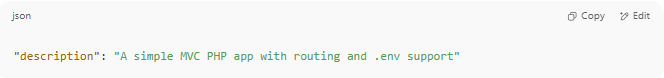 json
Copy
Edit
"description": "A simple MVC PHP app with routing and .env support"